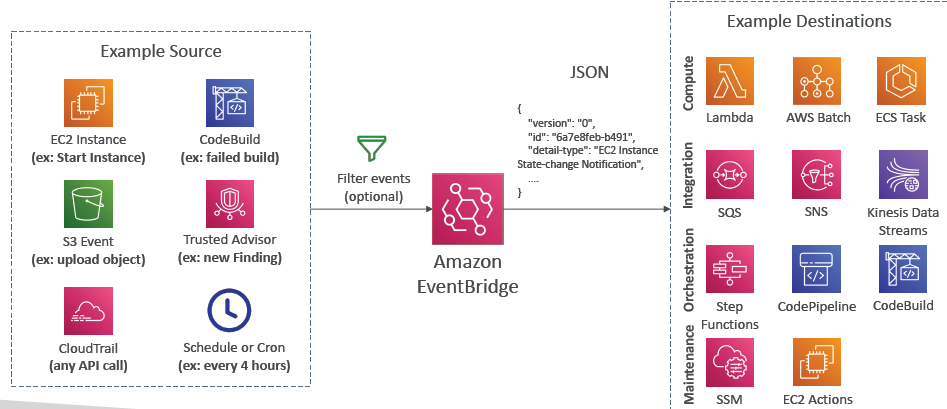 Example Source
EC2 Instance
(ex: Start Instance)
CodeBuild
(ex: failed build)
S3 Event
(ex: upload object)
Trusted Advisor
(ex: new Finding)
CloudTrail
(any API call)
Schedule or Cron
(ex: every 4 hours)
Filter events
(optional)
Amazon
EventBridge
JSON
{
"version": "0",
"id": "6a7e8feb-b491",
"detail-type": "EC2 Instance
State-change Notification",
....
}
Example Destinations
Compute
Lambda
AWS Batch
ECS Task
Integration
SQS
SNS
Kinesis Data
Streams
Orchestration
Step
Functions
CodePipeline
CodeBuild
Maintenance
SSM
EC2 Actions